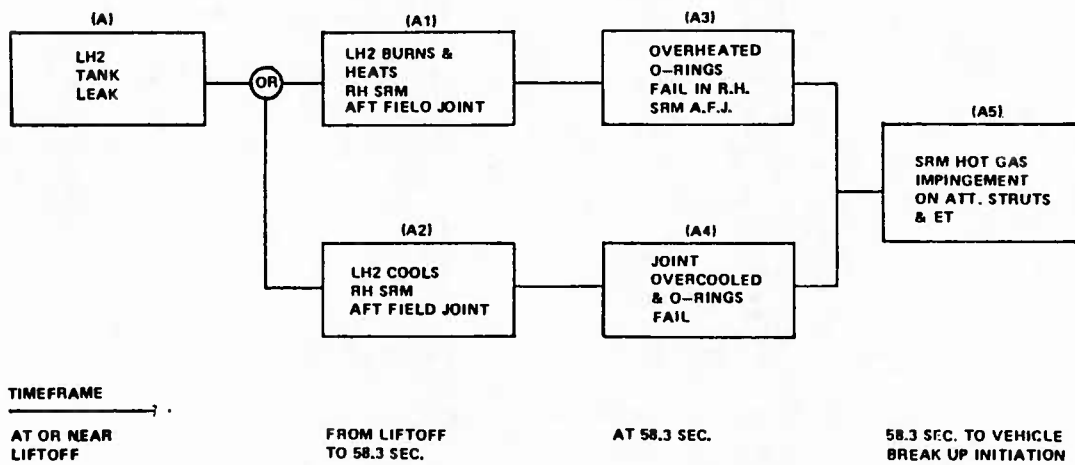 (A)
LH2
TANK
LEAK
OR
(A1)
LH2 BURNS &
HEATS
RH SRM
AFT FIELD JOINT
(A3)
OVERHEATED
O-RINGS
FAIL IN R.H.
SRM A.F.J.
(A5)
SRM HOT GAS
IMPINGEMENT
ON ATT. STRUTS
& ET
(A2)
LH2 COOLS
RH SRM
AFT FIELD JOINT
(A4)
JOINT
OVERCOOLED
& O-RINGS
FAIL
TIMEFRAME
AT OR NEAR
LIFTOFF
FROM LIFTOFF
TO 58.3 SEC.
AT 58.3 SEC.
58.3 SEC. TO VEHICLE
BREAK UP INITIATION